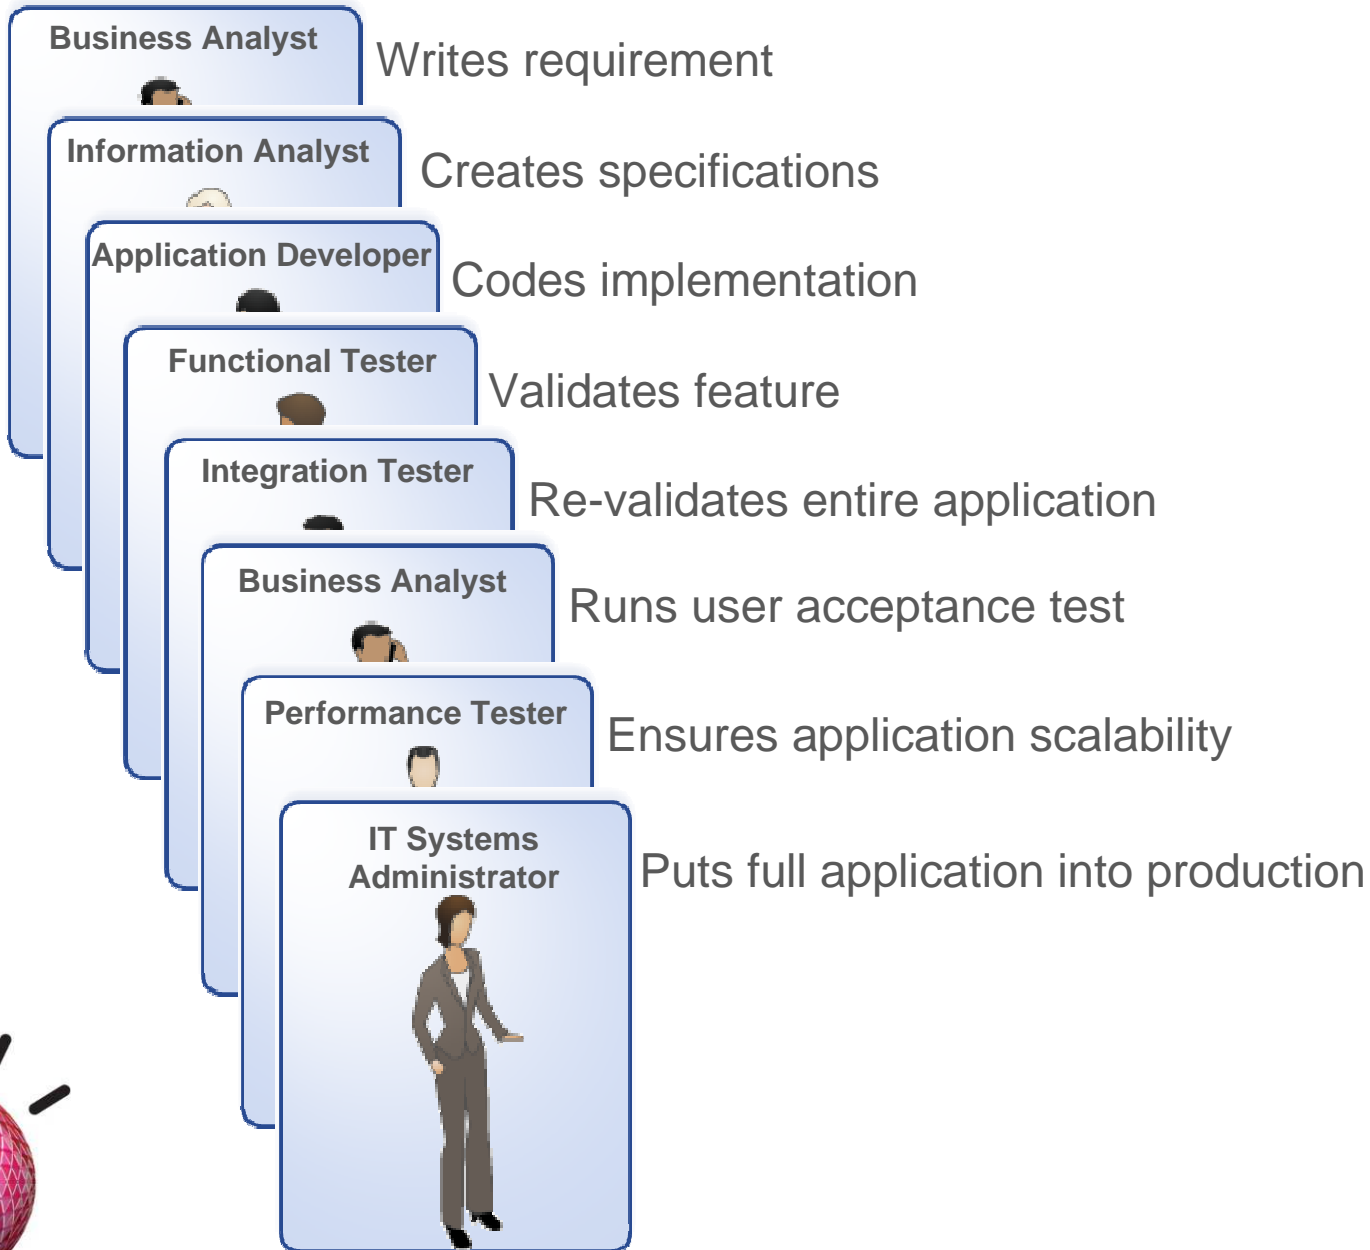 Business Analyst
Writes requirement
Information Analyst
Creates specifications
Application Developer
Codes implementation
Functional Tester
Validates feature
Integration Tester
Re-validates entire application
Business Analyst
Runs user acceptance test
Performance Tester
Ensures application scalability
IT Systems
Administrator
Puts full application into production